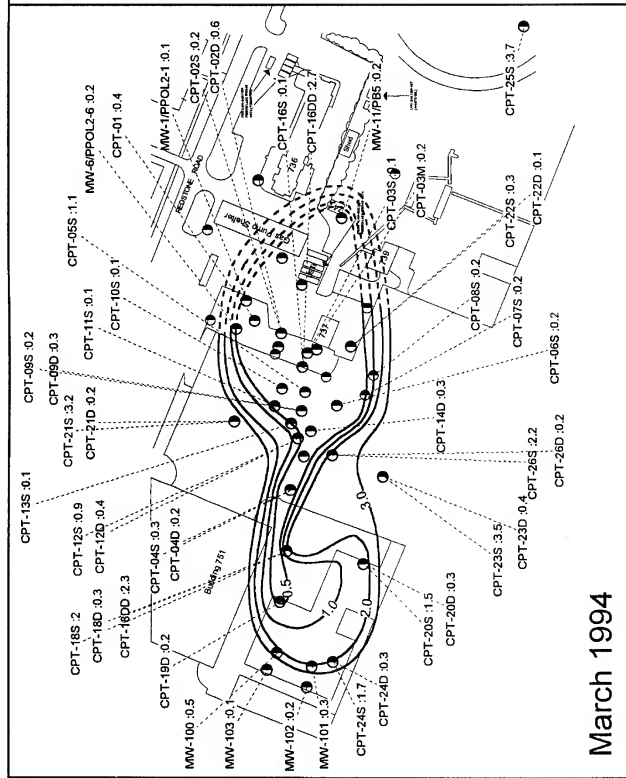 CPT-25S :3.7
MW-1/PPOL2-1 :0.1
CPT-02S :0.2
CPT-02D :0.6
CPT-16S :0.1
CPT-16DD :2.7
MW-11/PB5 :0.2
MW-6/PPOL2-6 :0.2
CPT-01 :0.4
REDSTONE ROAD
736
Shed
Gas Pump Shelter
CPT-03S :0.1
CPT-03M :0.2
CPT-22S :0.3
CPT-22D :0.1
CPT-05S :1.1
CPT-10S :0.1
CPT-11S :0.1
737
CPT-08S :0.2
CPT-07S :0.2
CPT-09S :0.2
CPT-09D :0.3
CPT-06S :0.2
CPT-21S :3.2
CPT-21D :0.2
CPT-14D :0.3
CPT-13S :0.1
CPT-26S :2.2
CPT-26D :0.2
CPT-12S :0.9
CPT-12D :0.4
CPT-04S :0.3
CPT-04D :0.2
Building 751
3.0
CPT-23S :3.5
CPT-23D :0.4
CPT-18S :2
CPT-18D :0.3
CPT-18DD :2.3
0.5
1.0
2.0
CPT-20S :1.5
CPT-20D :0.3
CPT-19D :0.2
MW-100 :0.5
MW-103 :0.1
MW-102 :0.2
MW-101 :0.3
CPT-24S :1.7
CPT-24D :0.3
March 1994